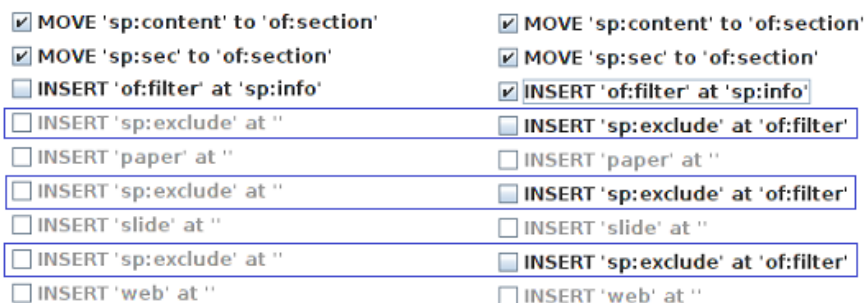 MOVE 'sp:content' to 'of:section'
MOVE 'sp:sec' to 'of:section'
INSERT 'of:filter' at 'sp:info'
INSERT 'sp:exclude' at ''
INSERT 'paper' at ''
INSERT 'sp:exclude' at ''
INSERT 'slide' at ''
INSERT 'sp:exclude' at ''
INSERT 'web' at ''
MOVE 'sp:content' to 'of:section'
MOVE 'sp:sec' to 'of:section'
INSERT 'of:filter' at 'sp:info'
INSERT 'sp:exclude' at 'of:filter'
INSERT 'paper' at ''
INSERT 'sp:exclude' at 'of:filter'
INSERT 'slide' at ''
INSERT 'sp:exclude' at 'of:filter'
INSERT 'web' at ''